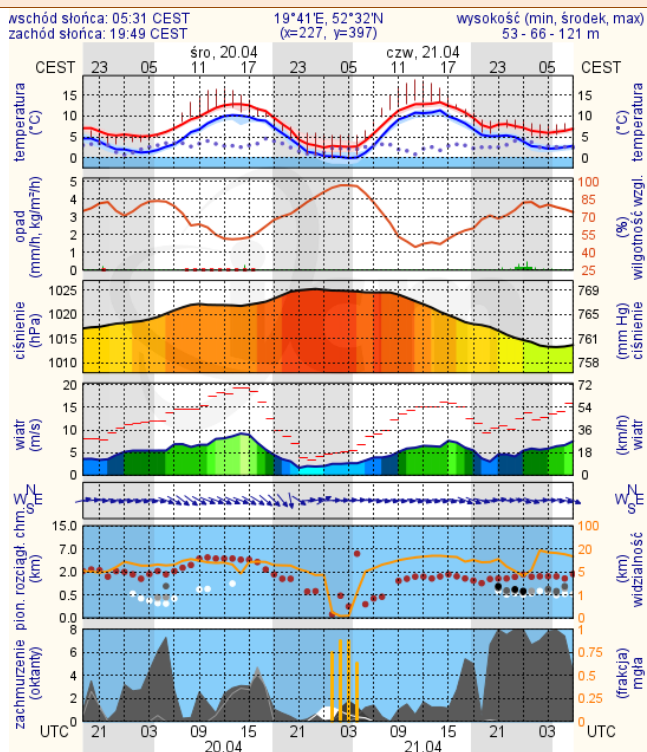 wschód słońca: 05:31 CEST 19°41'E, 52°32'N wysokość (min, środek, max)
zachód słońca: 19:49 CEST (x=227, y=397) 53 - 66 - 121 m
śro, 20.04 czw, 21.04
CEST 23 05 11 17 23 05 11 17 23 05 CEST
temperatura (°C) 15 10 5 0 15 10 5 0 temperatura (°C)
opad (mm/h, kg/m²/h) 5 4 3 2 1 0 100 85 70 55 40 25 (%) wilgotność wzgl.
ciśnienie (hPa) 1025 1020 1015 1010 769 765 761 758 (mm Hg) ciśnienie
wiatr (m/s) 20 15 10 5 0 72 54 36 18 0 (km/h) wiatr
N W E S N W E S
pion. rozciągł. chm. (km) 15.0 7.0 2.0 0.5 0.0 100 20 5 1 0 (km) widzialność
zachmurzenie (oktanty) 8 6 4 2 0 1 0.75 0.5 0.25 0 (frakcja) mgła
UTC 21 03 09 15 21 03 09 15 21 03 UTC
20.04 21.04